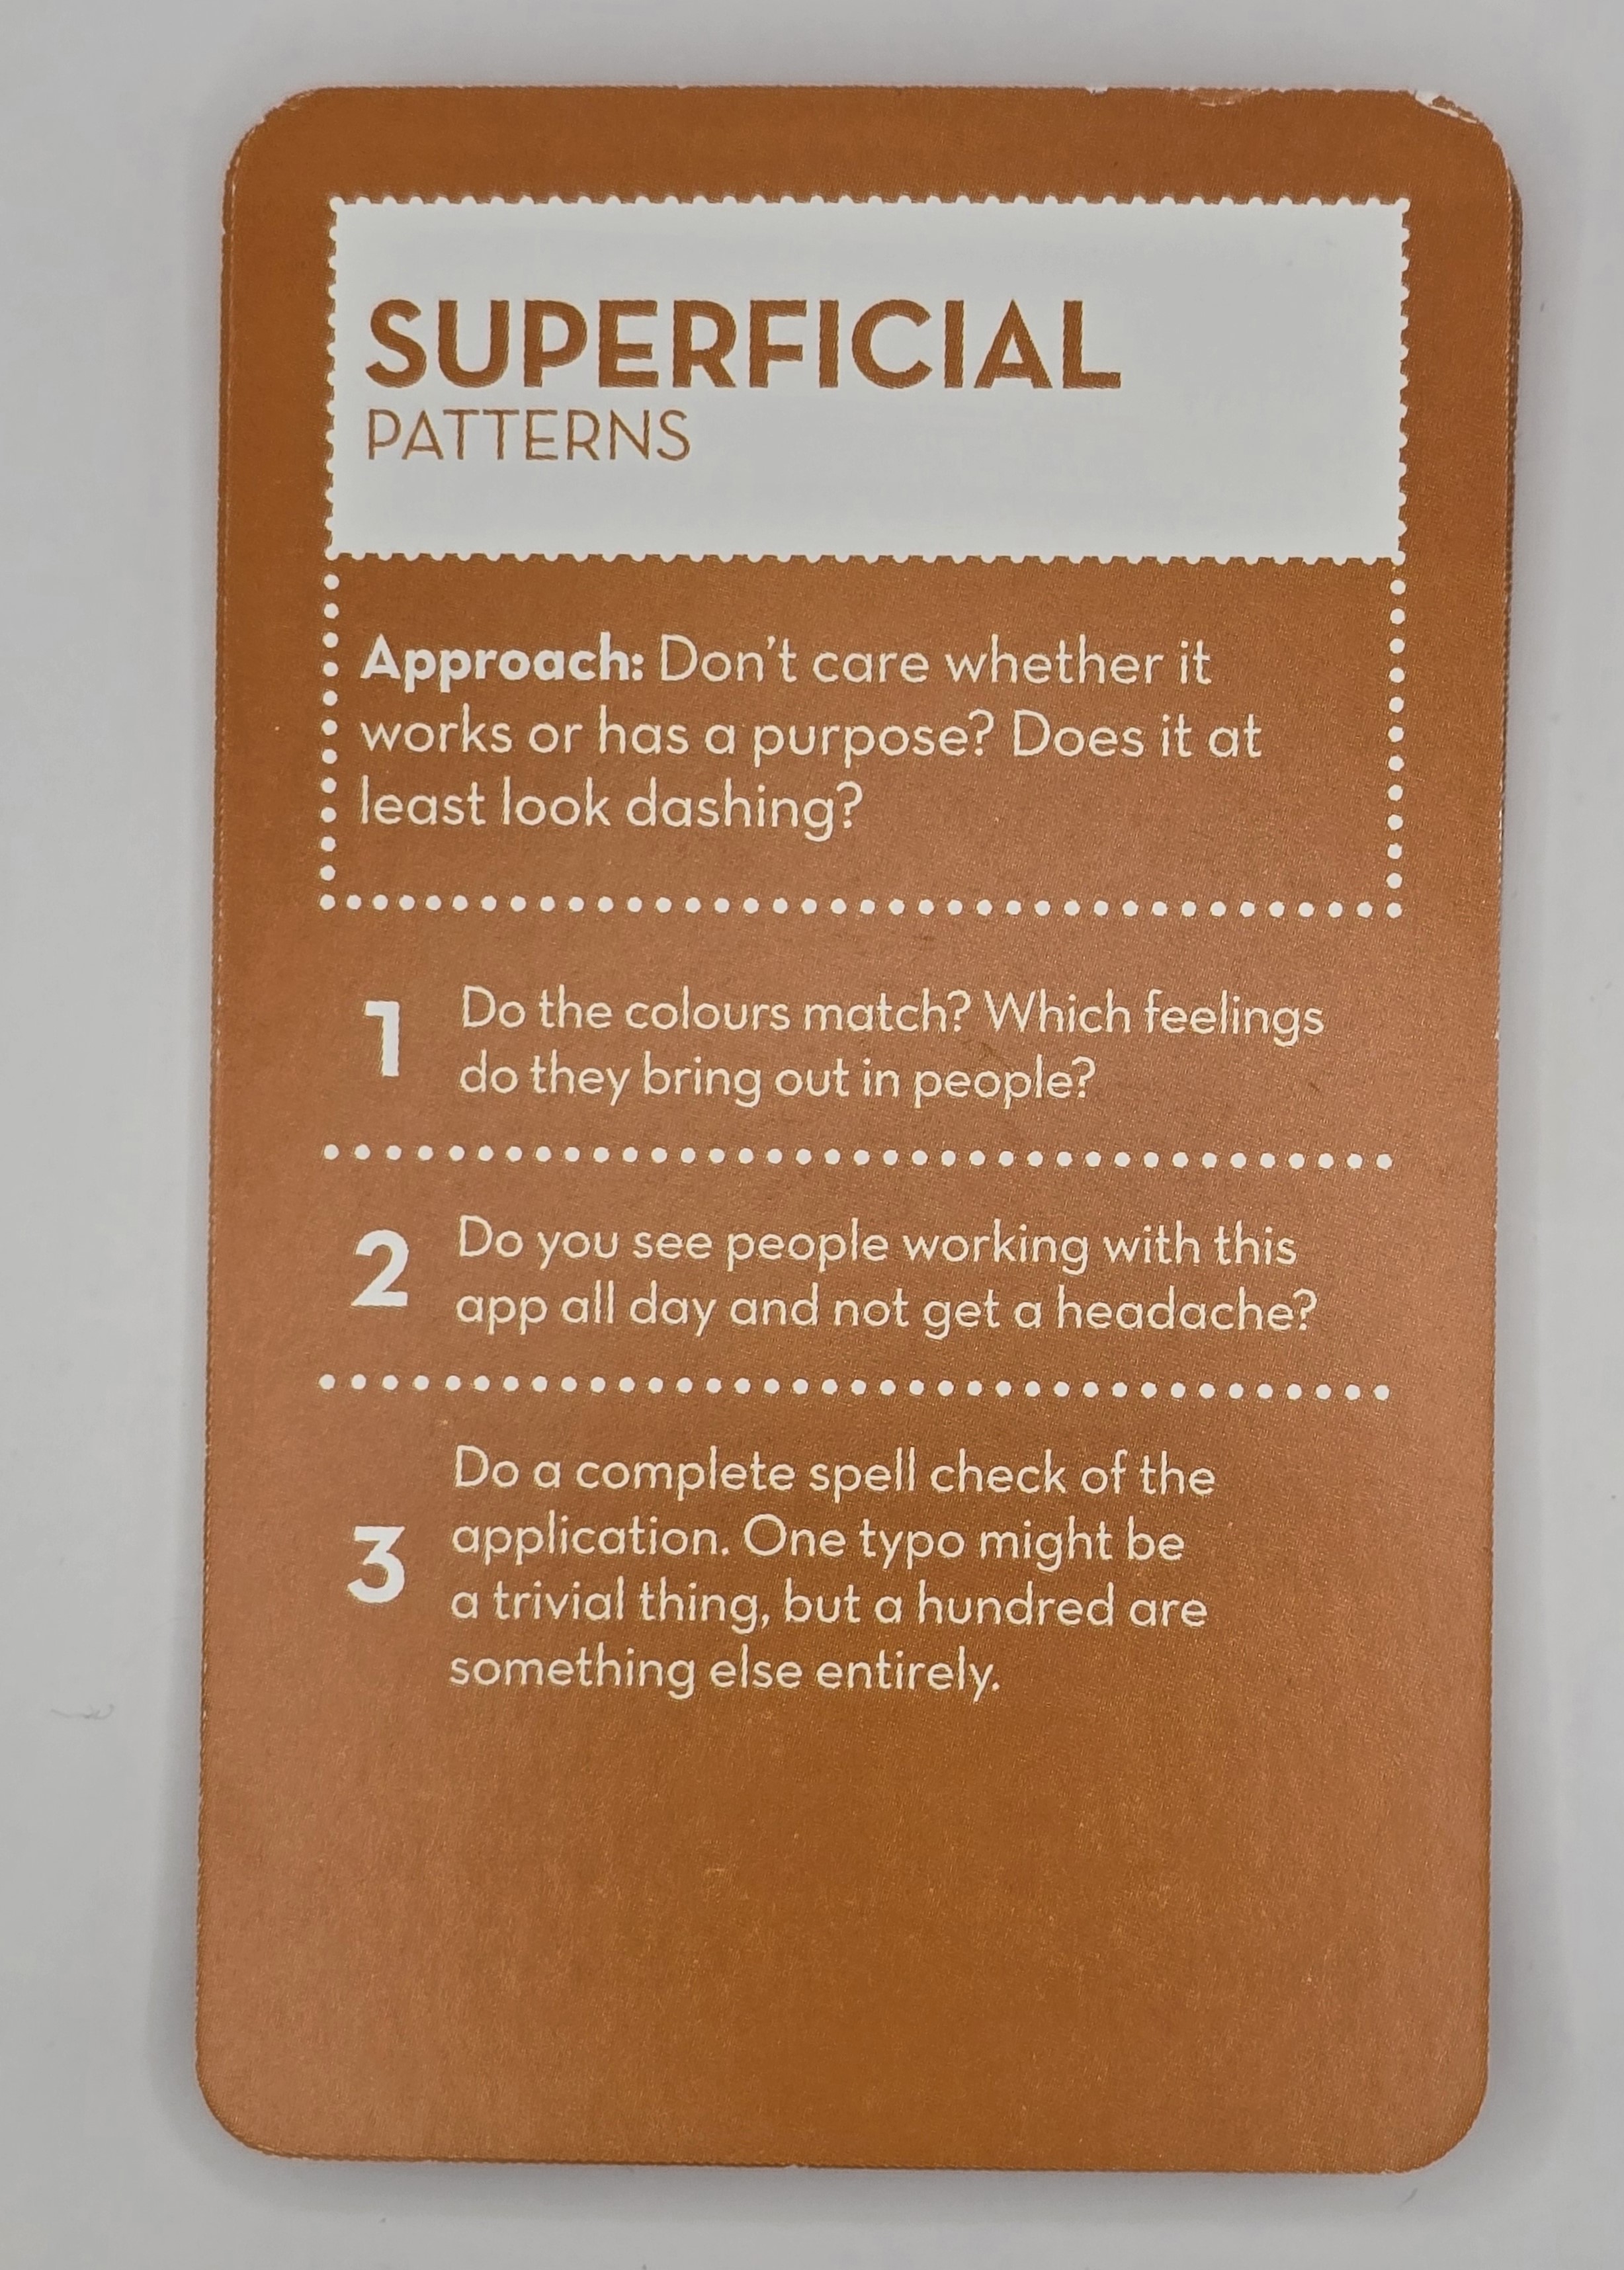 SUPERFICIAL
PATTERNS
Approach: Don't care whether it
works or has a purpose? Does it at
least look dashing?
1
Do the colours match? Which feelings
do they bring out in people?
2
Do you see people working with this
app all day and not get a headache?
3
Do a complete spell check of the
application. One typo might be
a trivial thing, but a hundred are
something else entirely.